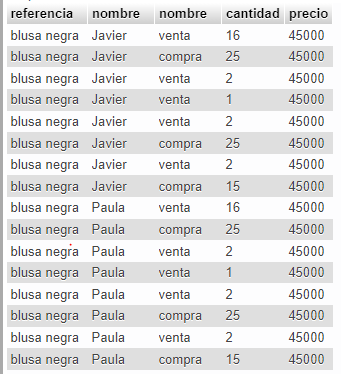 referencia nombre nombre cantidad precio
blusa negra Javier venta 16 45000
blusa negra Javier compra 25 45000
blusa negra Javier venta 2 45000
blusa negra Javier venta 1 45000
blusa negra Javier venta 2 45000
blusa negra Javier compra 25 45000
blusa negra Javier venta 2 45000
blusa negra Javier compra 15 45000
blusa negra Paula venta 16 45000
blusa negra Paula compra 25 45000
blusa negra Paula venta 2 45000
blusa negra Paula venta 1 45000
blusa negra Paula venta 2 45000
blusa negra Paula compra 25 45000
blusa negra Paula venta 2 45000
blusa negra Paula compra 15 45000